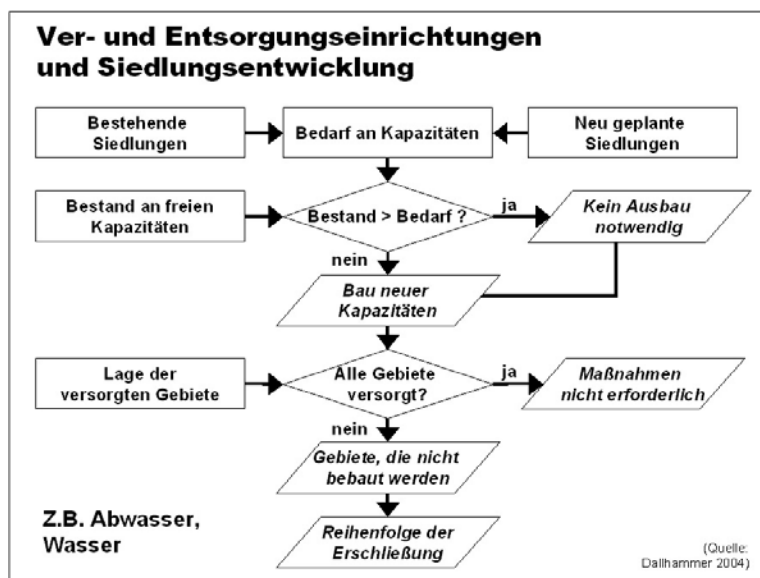 Ver- und Entsorgungseinrichtungen
und Siedlungsentwicklung
Bestehende
Siedlungen
Bedarf an Kapazitäten
Neu geplante
Siedlungen
Bestand an freien
Kapazitäten
Bestand > Bedarf ?
ja
Kein Ausbau
notwendig
nein
Bau neuer
Kapazitäten
Lage der
versorgten Gebiete
Alle Gebiete
versorgt?
ja
Maßnahmen
nicht erforderlich
nein
Gebiete, die nicht
bebaut werden
Z.B. Abwasser,
Wasser
Reihenfolge der
Erschließung
(Quelle:
Dallhammer 2004)